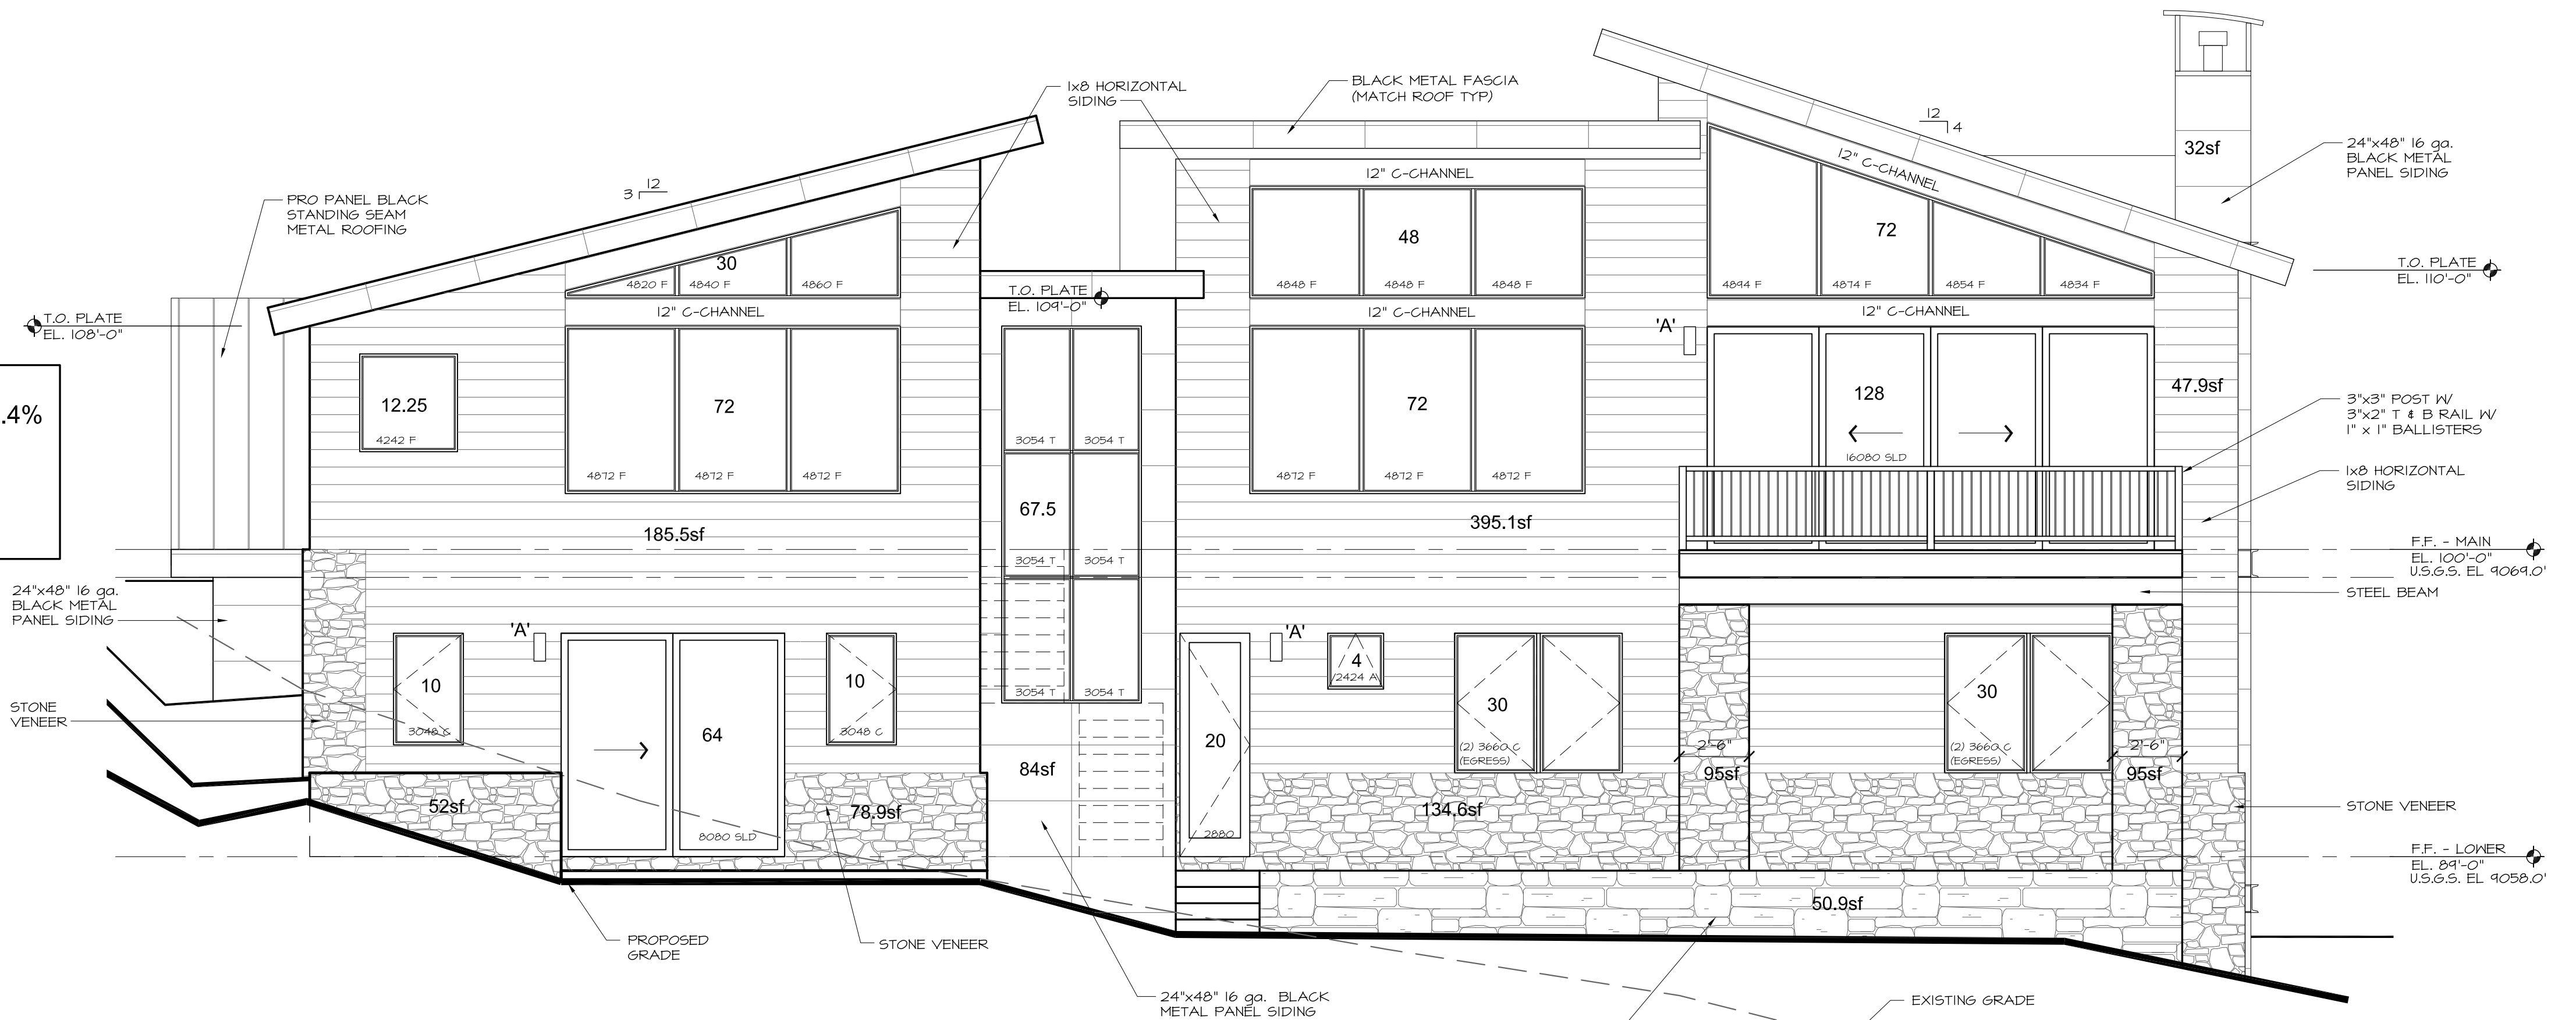 BLACK METAL FASCIA
(MATCH ROOF TYP)
1x8 HORIZONTAL
SIDING
12
4
32sf
24"x48" 16 ga.
BLACK METAL
PANEL SIDING
12" C-CHANNEL
12" C-CHANNEL
12
3
PRO PANEL BLACK
STANDING SEAM
METAL ROOFING
48
72
30
4820 F
4840 F
4860 F
4848 F
4848 F
4848 F
4894 F
4874 F
4854 F
4834 F
T.O. PLATE
EL. 110'-0"
T.O. PLATE
EL. 109'-0"
T.O. PLATE
EL. 108'-0"
12" C-CHANNEL
12" C-CHANNEL
12" C-CHANNEL
'A'
.4%
12.25
4242 F
72
4872 F
4872 F
4872 F
3054 T
3054 T
72
4872 F
4872 F
4872 F
128
16080 SLD
47.9sf
3"x3" POST W/
3"x2" T & B RAIL W/
1" x 1" BALLISTERS
1x8 HORIZONTAL
SIDING
185.5sf
67.5
395.1sf
3054 T
3054 T
F.F. - MAIN
EL. 100'-0"
U.S.G.S. EL 9069.0'
24"x48" 16 ga.
BLACK METAL
PANEL SIDING
STEEL BEAM
'A'
'A'
10
3048 C
10
3048 C
3054 T
3054 T
4
2424 A
STONE
VENEER
64
8080 SLD
20
2880
30
(2) 3660 C
(EGRESS)
30
(2) 3660 C
(EGRESS)
2'-6"
2'-6"
84sf
95sf
95sf
52sf
78.9sf
134.6sf
STONE VENEER
F.F. - LOWER
EL. 89'-0"
U.S.G.S. EL 9058.0'
50.9sf
PROPOSED
GRADE
STONE VENEER
24"x48" 16 ga. BLACK
METAL PANEL SIDING
EXISTING GRADE